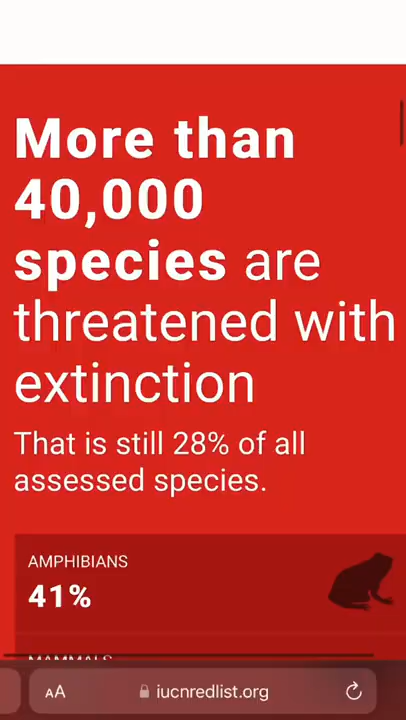 More than
40,000
species are
threatened with
extinction
That is still 28% of all
assessed species.
AMPHIBIANS
41%
MAMMALS
AA
iucnredlist.org